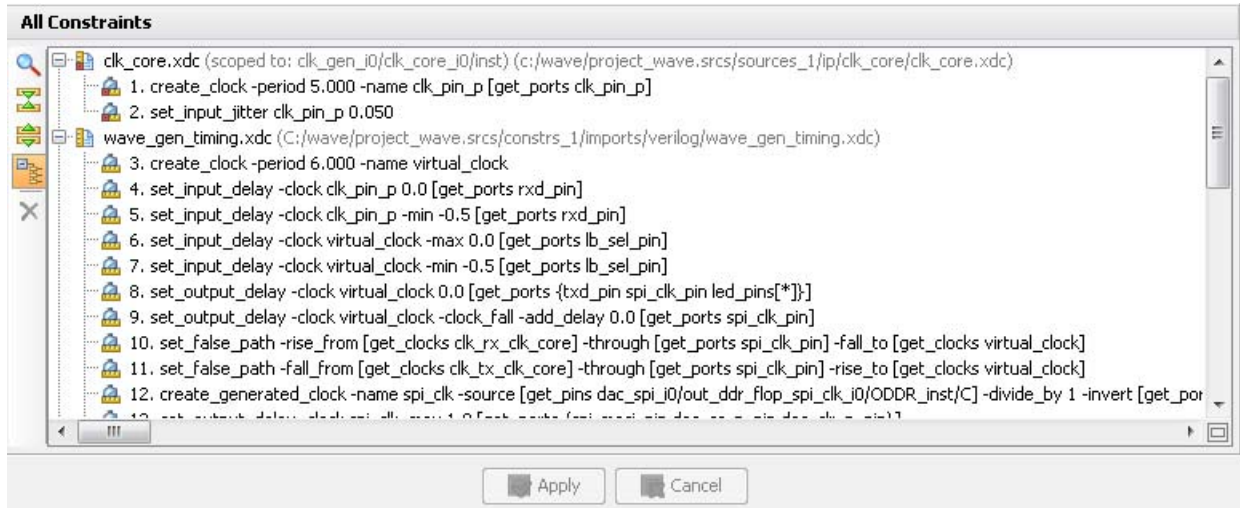 All Constraints
clk_core.xdc (scoped to: clk_gen_i0/clk_core_i0/inst) (c:/wave/project_wave.srcs/sources_1/ip/clk_core/clk_core.xdc)
1. create_clock -period 5.000 -name clk_pin_p [get_ports clk_pin_p]
2. set_input_jitter clk_pin_p 0.050
wave_gen_timing.xdc (C:/wave/project_wave.srcs/constrs_1/imports/verilog/wave_gen_timing.xdc)
3. create_clock -period 6.000 -name virtual_clock
4. set_input_delay -clock clk_pin_p 0.0 [get_ports rxd_pin]
5. set_input_delay -clock clk_pin_p -min -0.5 [get_ports rxd_pin]
6. set_input_delay -clock virtual_clock -max 0.0 [get_ports lb_sel_pin]
7. set_input_delay -clock virtual_clock -min -0.5 [get_ports lb_sel_pin]
8. set_output_delay -clock virtual_clock 0.0 [get_ports {txd_pin spi_clk_pin led_pins[*]}]
9. set_output_delay -clock virtual_clock -clock_fall -add_delay 0.0 [get_ports spi_clk_pin]
10. set_false_path -rise_from [get_clocks clk_rx_clk_core] -through [get_ports spi_clk_pin] -fall_to [get_clocks virtual_clock]
11. set_false_path -fall_from [get_clocks clk_tx_clk_core] -through [get_ports spi_clk_pin] -rise_to [get_clocks virtual_clock]
12. create_generated_clock -name spi_clk -source [get_pins dac_spi_i0/out_ddr_flop_spi_clk_i0/ODDR_inst/C] -divide_by 1 -invert [get_por
Apply
Cancel